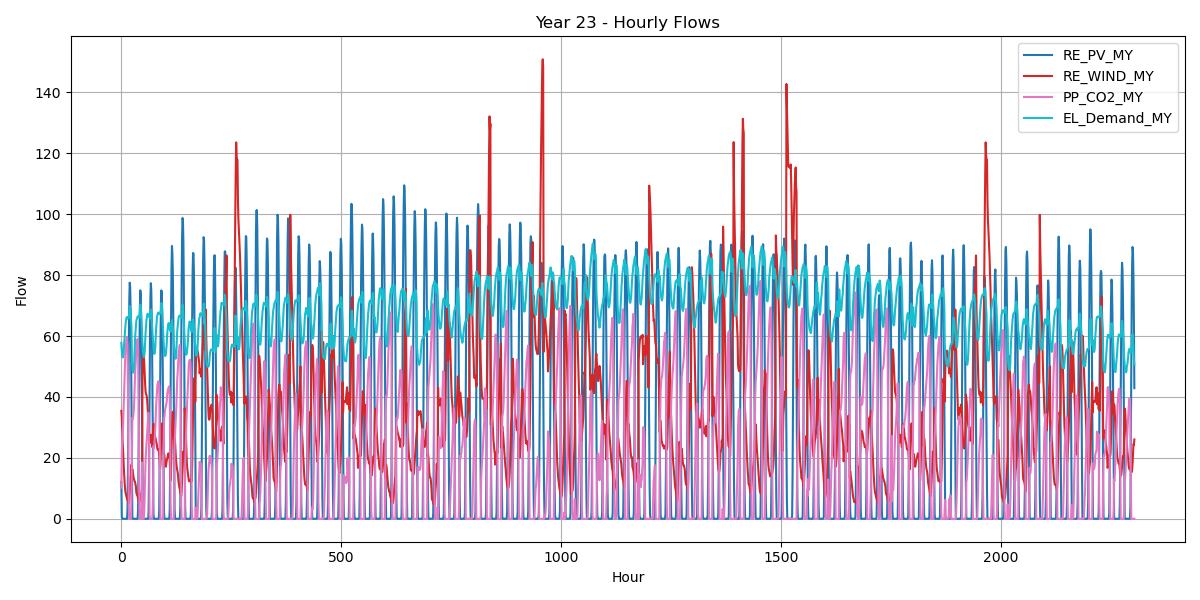 Year 23 - Hourly Flows
RE_PV_MY
RE_WIND_MY
PP_CO2_MY
EL_Demand_MY
Flow
140
120
100
80
60
40
20
0
0 500 1000 1500 2000
Hour